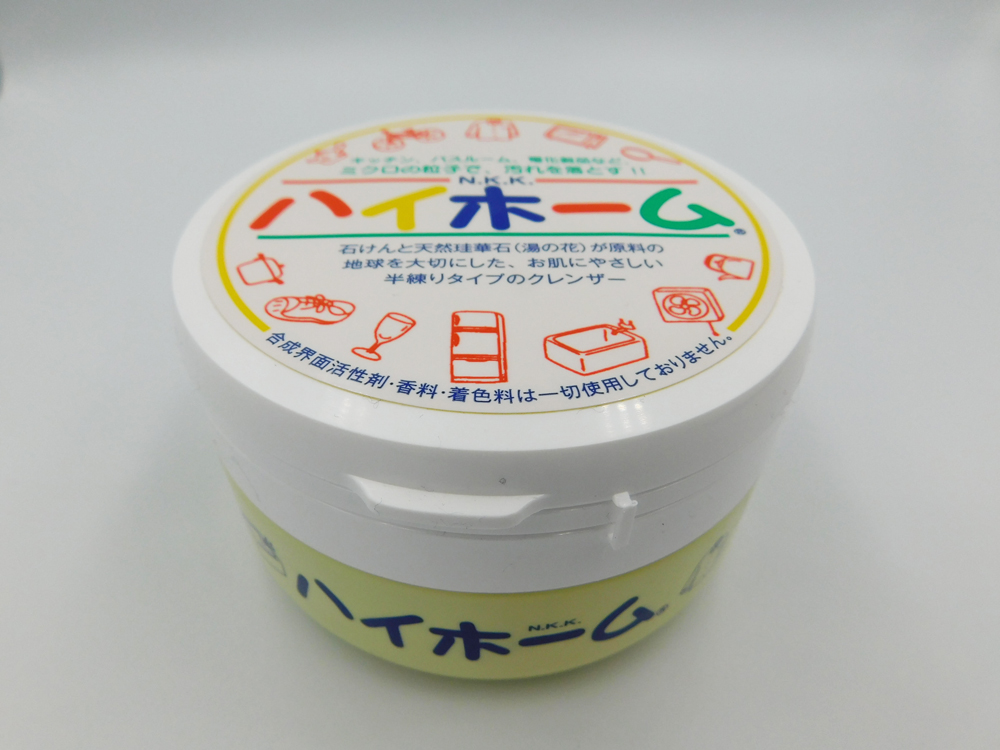 キッチン、バスルーム、電化製品など、
ミクロの粒子で、汚れを落とす!!
N.K.K.
ハイホーム®
石けんと天然珪華石(湯の花)が原料の
地球を大切にした、お肌にやさしい
半練りタイプのクレンザー
合成界面活性剤・香料・着色料は一切使用しておりません。
N.K.K.
ハイホーム®